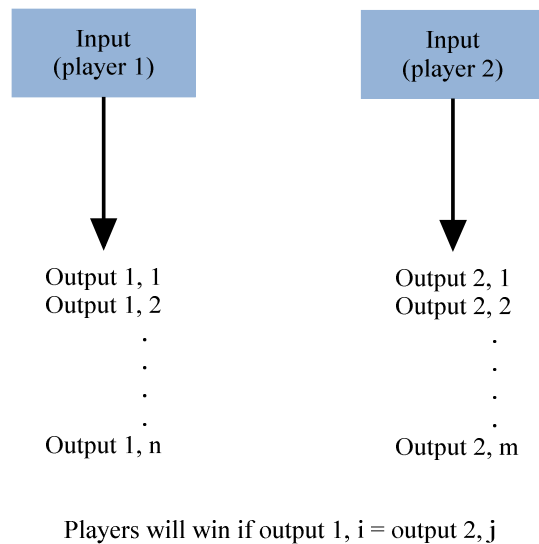 Input
(player 1)
Input
(player 2)
Output 1, 1
Output 1, 2
.
.
.
.
Output 1, n
Output 2, 1
Output 2, 2
.
.
.
.
Output 2, m
Players will win if output 1, i = output 2, j